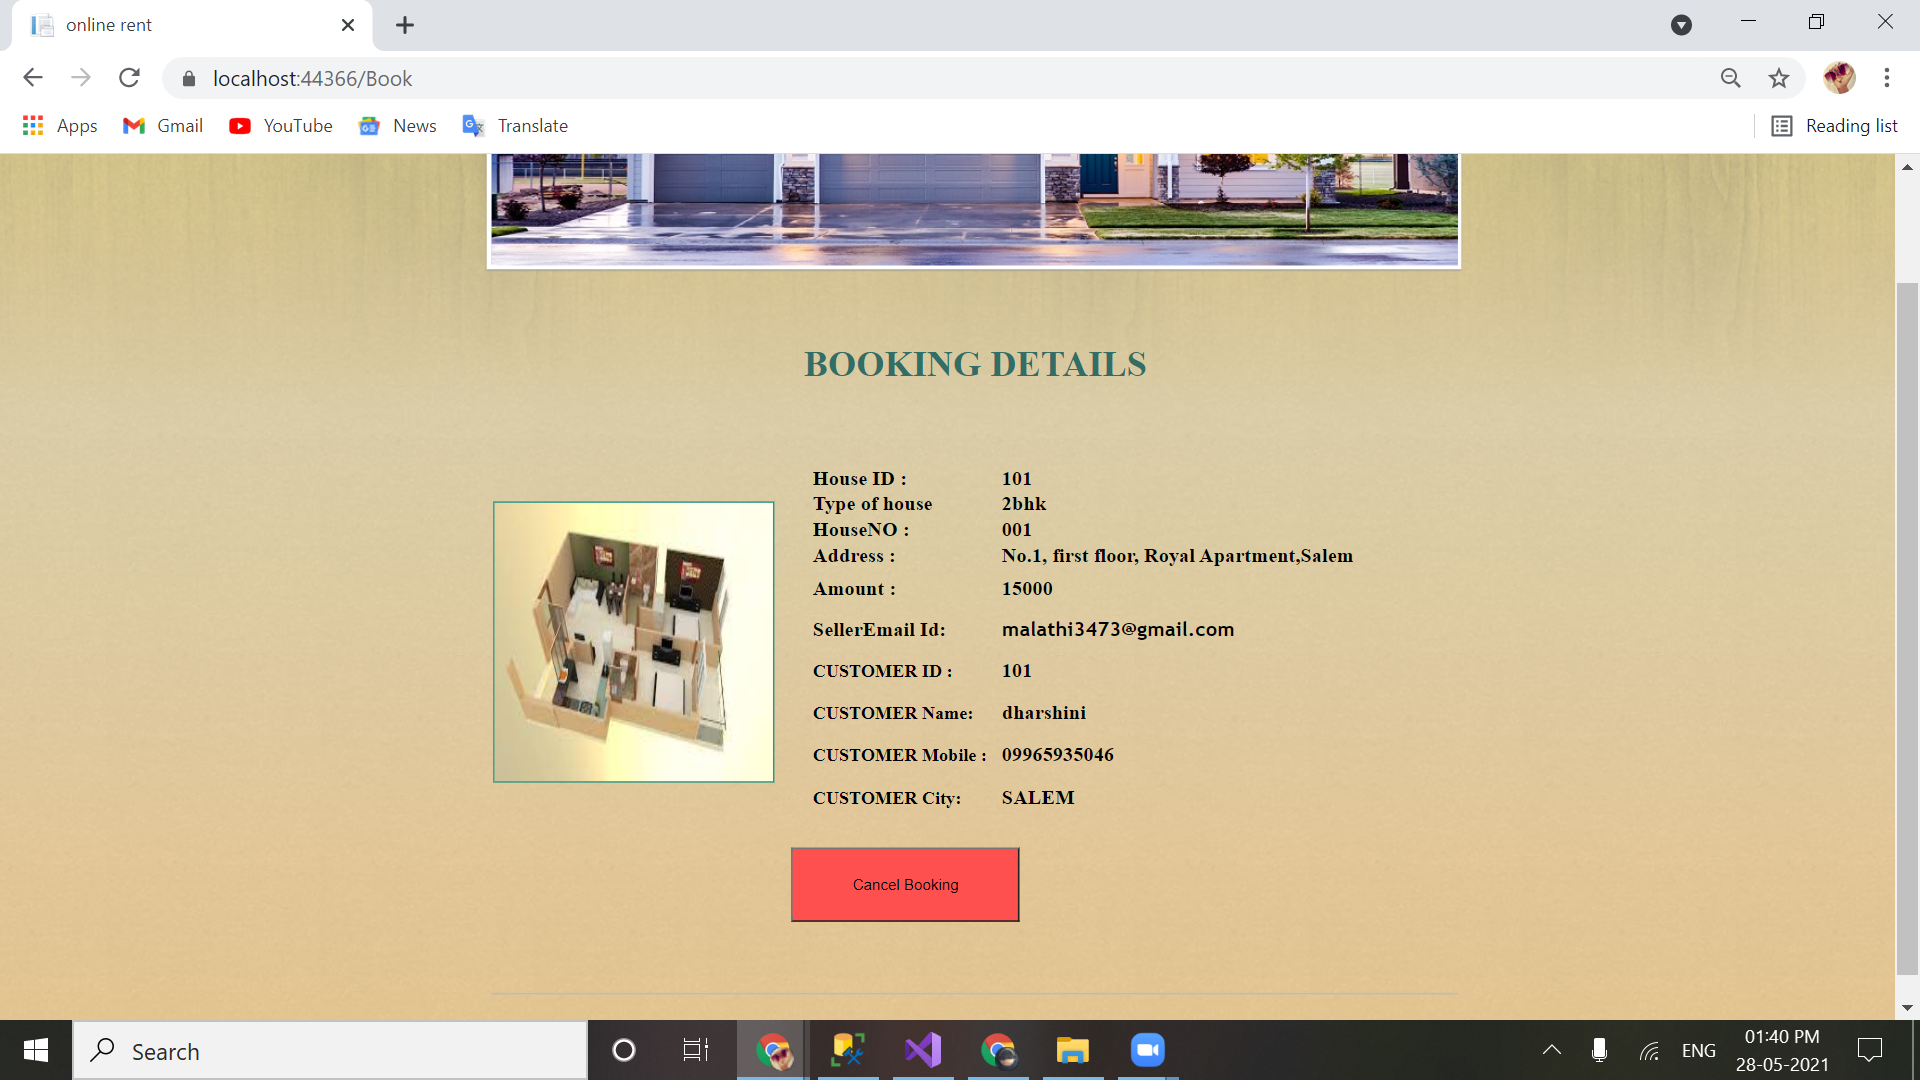 online rent
localhost:44366/Book
Apps Gmail YouTube News Translate Reading list
BOOKING DETAILS
House ID : 101
Type of house 2bhk
HouseNO : 001
Address : No.1, first floor, Royal Apartment,Salem
Amount : 15000
SellerEmail Id: malathi3473@gmail.com
CUSTOMER ID : 101
CUSTOMER Name: dharshini
CUSTOMER Mobile : 09965935046
CUSTOMER City: SALEM
Cancel Booking
Search
ENG
01:40 PM
28-05-2021